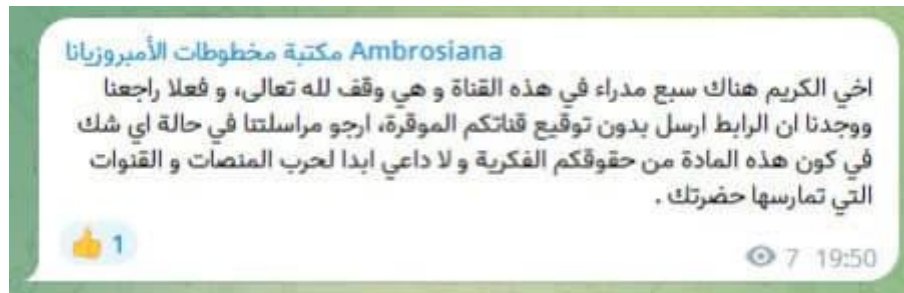 مكتبة مخطوطات الأمبروزيانا Ambrosiana
اخي الكريم هناك سبع مدراء في هذه القناة و هي وقف لله تعالى، و فعلا راجعنا
ووجدنا ان الرابط ارسل بدون توقيع قناتكم الموقرة، ارجو مراسلتنا في حالة اي شك
في كون هذه المادة من حقوقكم الفكرية و لا داعي ابدا لحرب المنصات و القنوات
التي تمارسها حضرتك .
👍 1
7 19:50